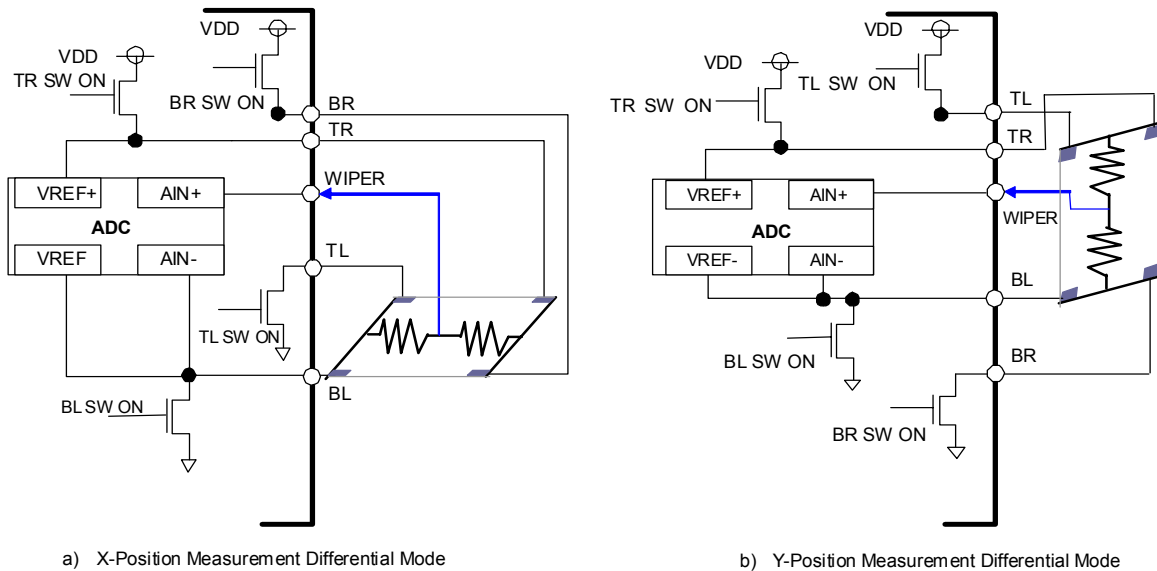 VDD
VDD
TR SW ON
BR SW ON
BR
TR
VREF+
AIN+
WIPER
ADC
VREF
AIN-
TL
TL SW ON
BL SW ON
BL
a) X-Position Measurement Differential Mode
VDD
VDD
TL SW ON
TR SW ON
TL
TR
VREF+
AIN+
WIPER
ADC
VREF-
AIN-
BL
BL SW ON
BR
BR SW ON
b) Y-Position Measurement Differential Mode